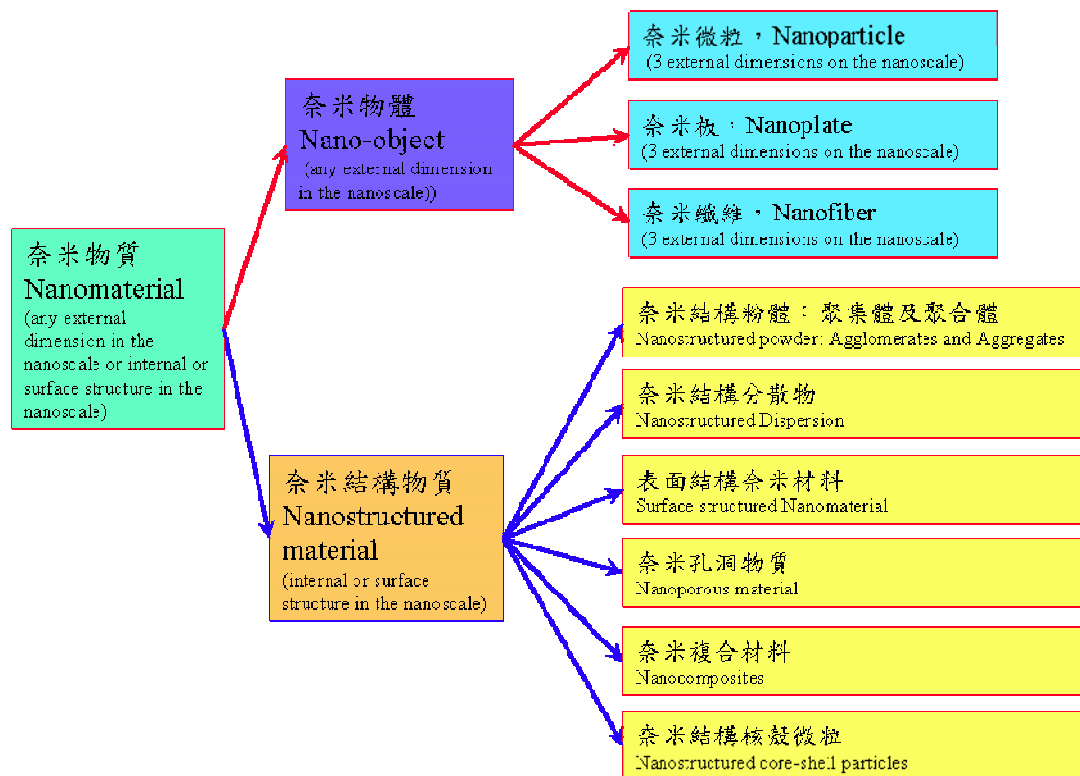 奈米物質
Nanomaterial
(any external
dimension in the
nanoscale or internal or
surface structure in the
nanoscale)
奈米物體
Nano-object
(any external dimension
in the nanoscale))
奈米微粒，Nanoparticle
(3 external dimensions on the nanoscale)
奈米板，Nanoplate
(3 external dimensions on the nanoscale)
奈米纖維，Nanofiber
(3 external dimensions on the nanoscale)
奈米結構物質
Nanostructured
material
(internal or surface
structure in the nanoscale)
奈米結構粉體：聚集體及聚合體
Nanostructured powder: Agglomerates and Aggregates
奈米結構分散物
Nanostructured Dispersion
表面結構奈米材料
Surface structured Nanomaterial
奈米孔洞物質
Nanoporous material
奈米複合材料
Nanocomposites
奈米結構核殼微粒
Nanostructured core-shell particles